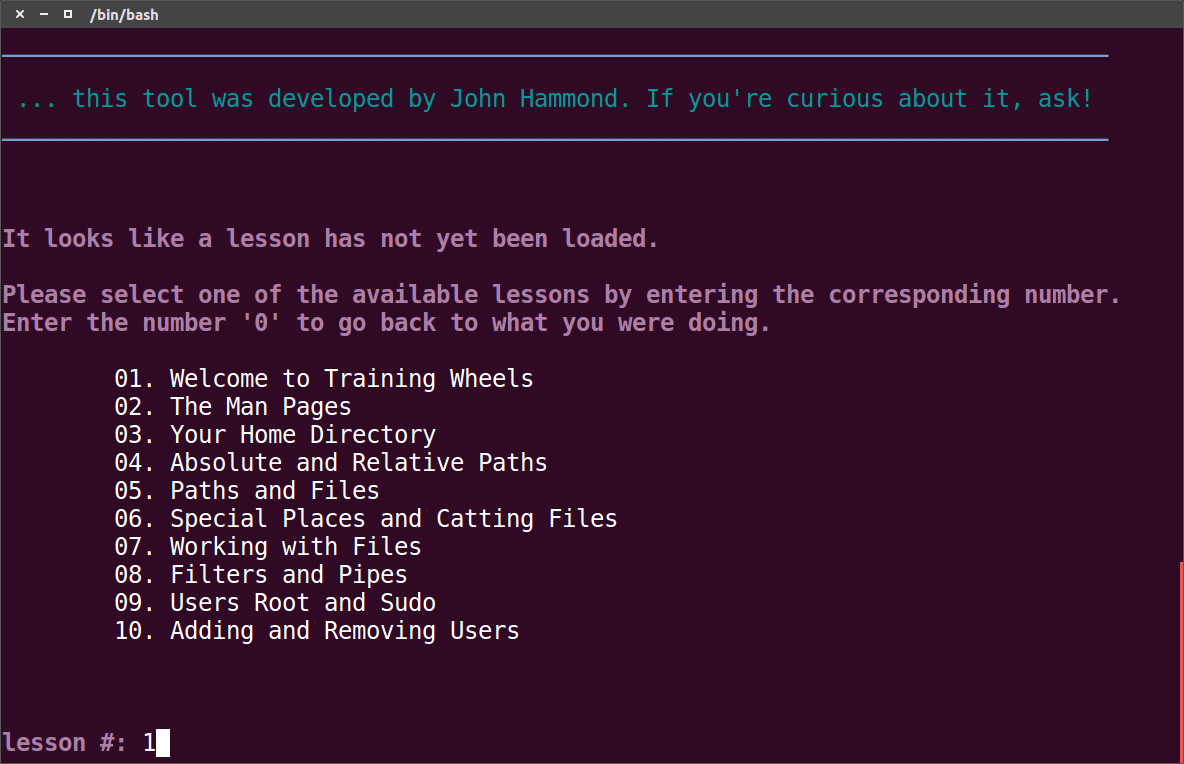 /bin/bash
... this tool was developed by John Hammond. If you're curious about it, ask!
It looks like a lesson has not yet been loaded.
Please select one of the available lessons by entering the corresponding number.
Enter the number '0' to go back to what you were doing.
01. Welcome to Training Wheels
02. The Man Pages
03. Your Home Directory
04. Absolute and Relative Paths
05. Paths and Files
06. Special Places and Catting Files
07. Working with Files
08. Filters and Pipes
09. Users Root and Sudo
10. Adding and Removing Users
lesson #: 1